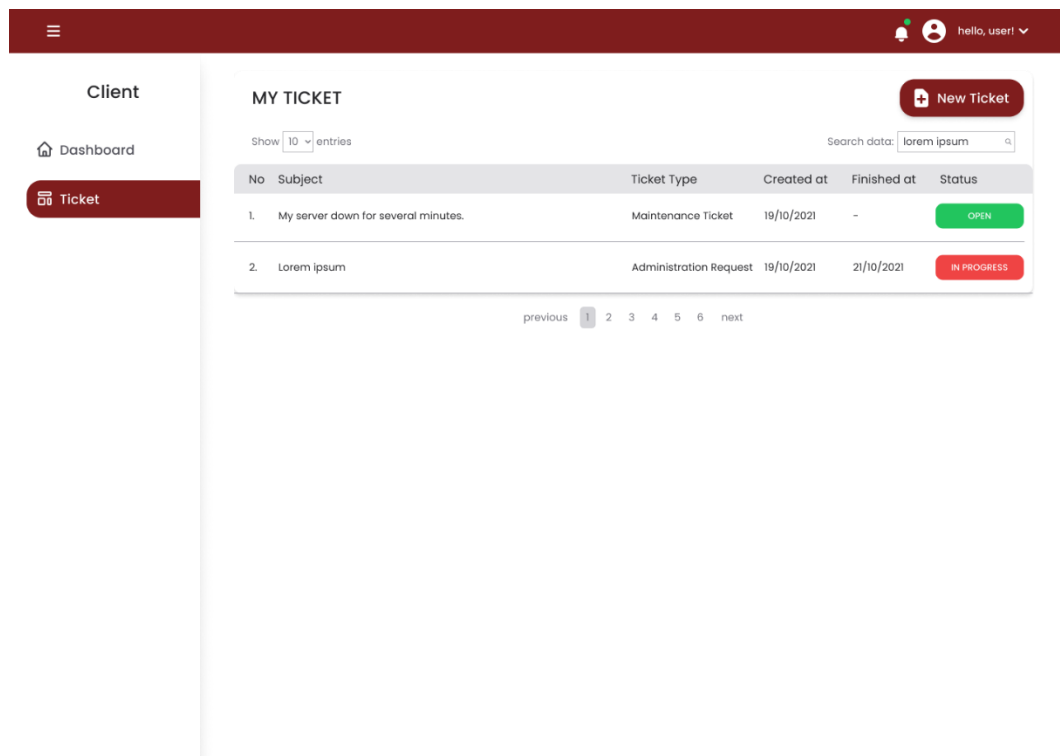 hello, user!
Client
Dashboard
Ticket
MY TICKET
New Ticket
Show 10 entries
Search data: lorem ipsum
No Subject Ticket Type Created at Finished at Status
1. My server down for several minutes. Maintenance Ticket 19/10/2021 - OPEN
2. Lorem ipsum Administration Request 19/10/2021 21/10/2021 IN PROGRESS
previous 1 2 3 4 5 6 next